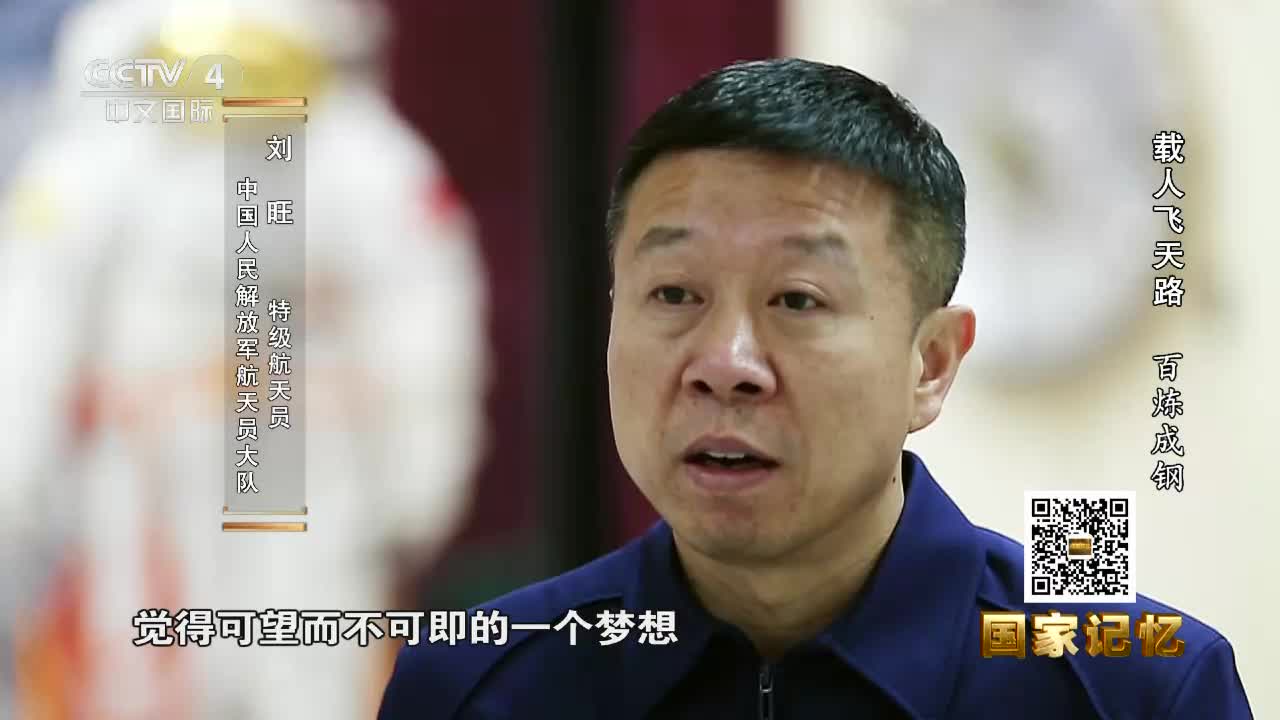 CCTV 4
中文国际
刘 旺 特级航天员
中国人民解放军航天员大队
载人飞天路 百炼成钢
觉得可望而不可即的一个梦想
国家记忆